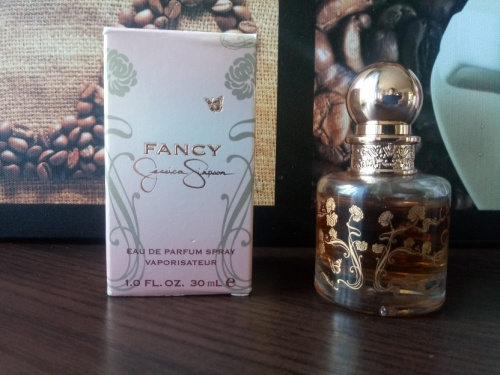 FANCY
Jessica Simpson
EAU DE PARFUM SPRAY
VAPORISATEUR
1.0 FL. OZ. 30 mL ℮